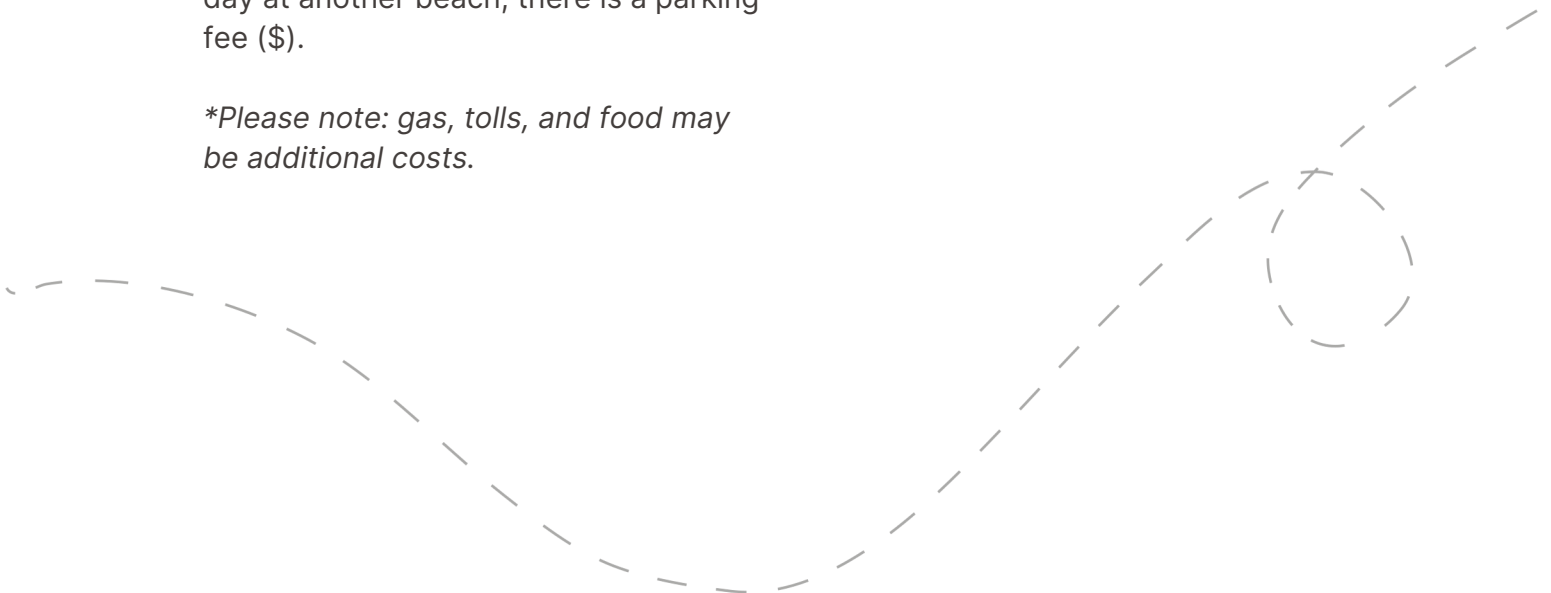 day at another beach, there is a parking
fee ($).
*Please note: gas, tolls, and food may
be additional costs.